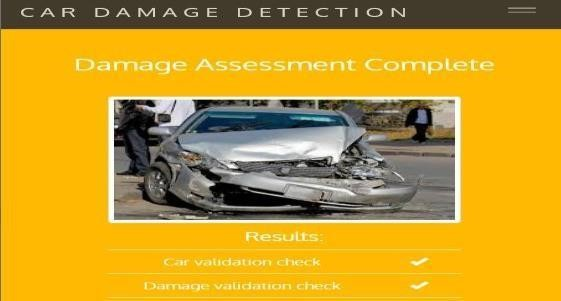 CAR DAMAGE DETECTION
Damage Assessment Complete
Results:
Car validation check
Damage validation check